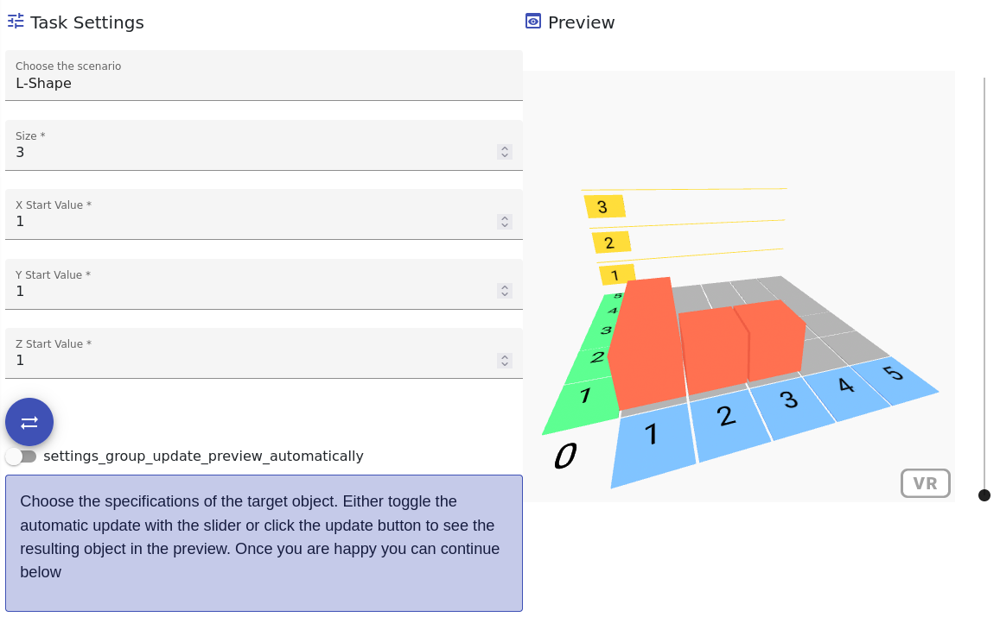 Task Settings
Preview
Choose the scenario
L-Shape
Size *
3
X Start Value *
1
Y Start Value *
1
Z Start Value *
1
settings_group_update_preview_automatically
Choose the specifications of the target object. Either toggle the
automatic update with the slider or click the update button to see the
resulting object in the preview. Once you are happy you can continue
below
3
2
1
5
4
3
2
1
0
1
2
3
4
5
VR